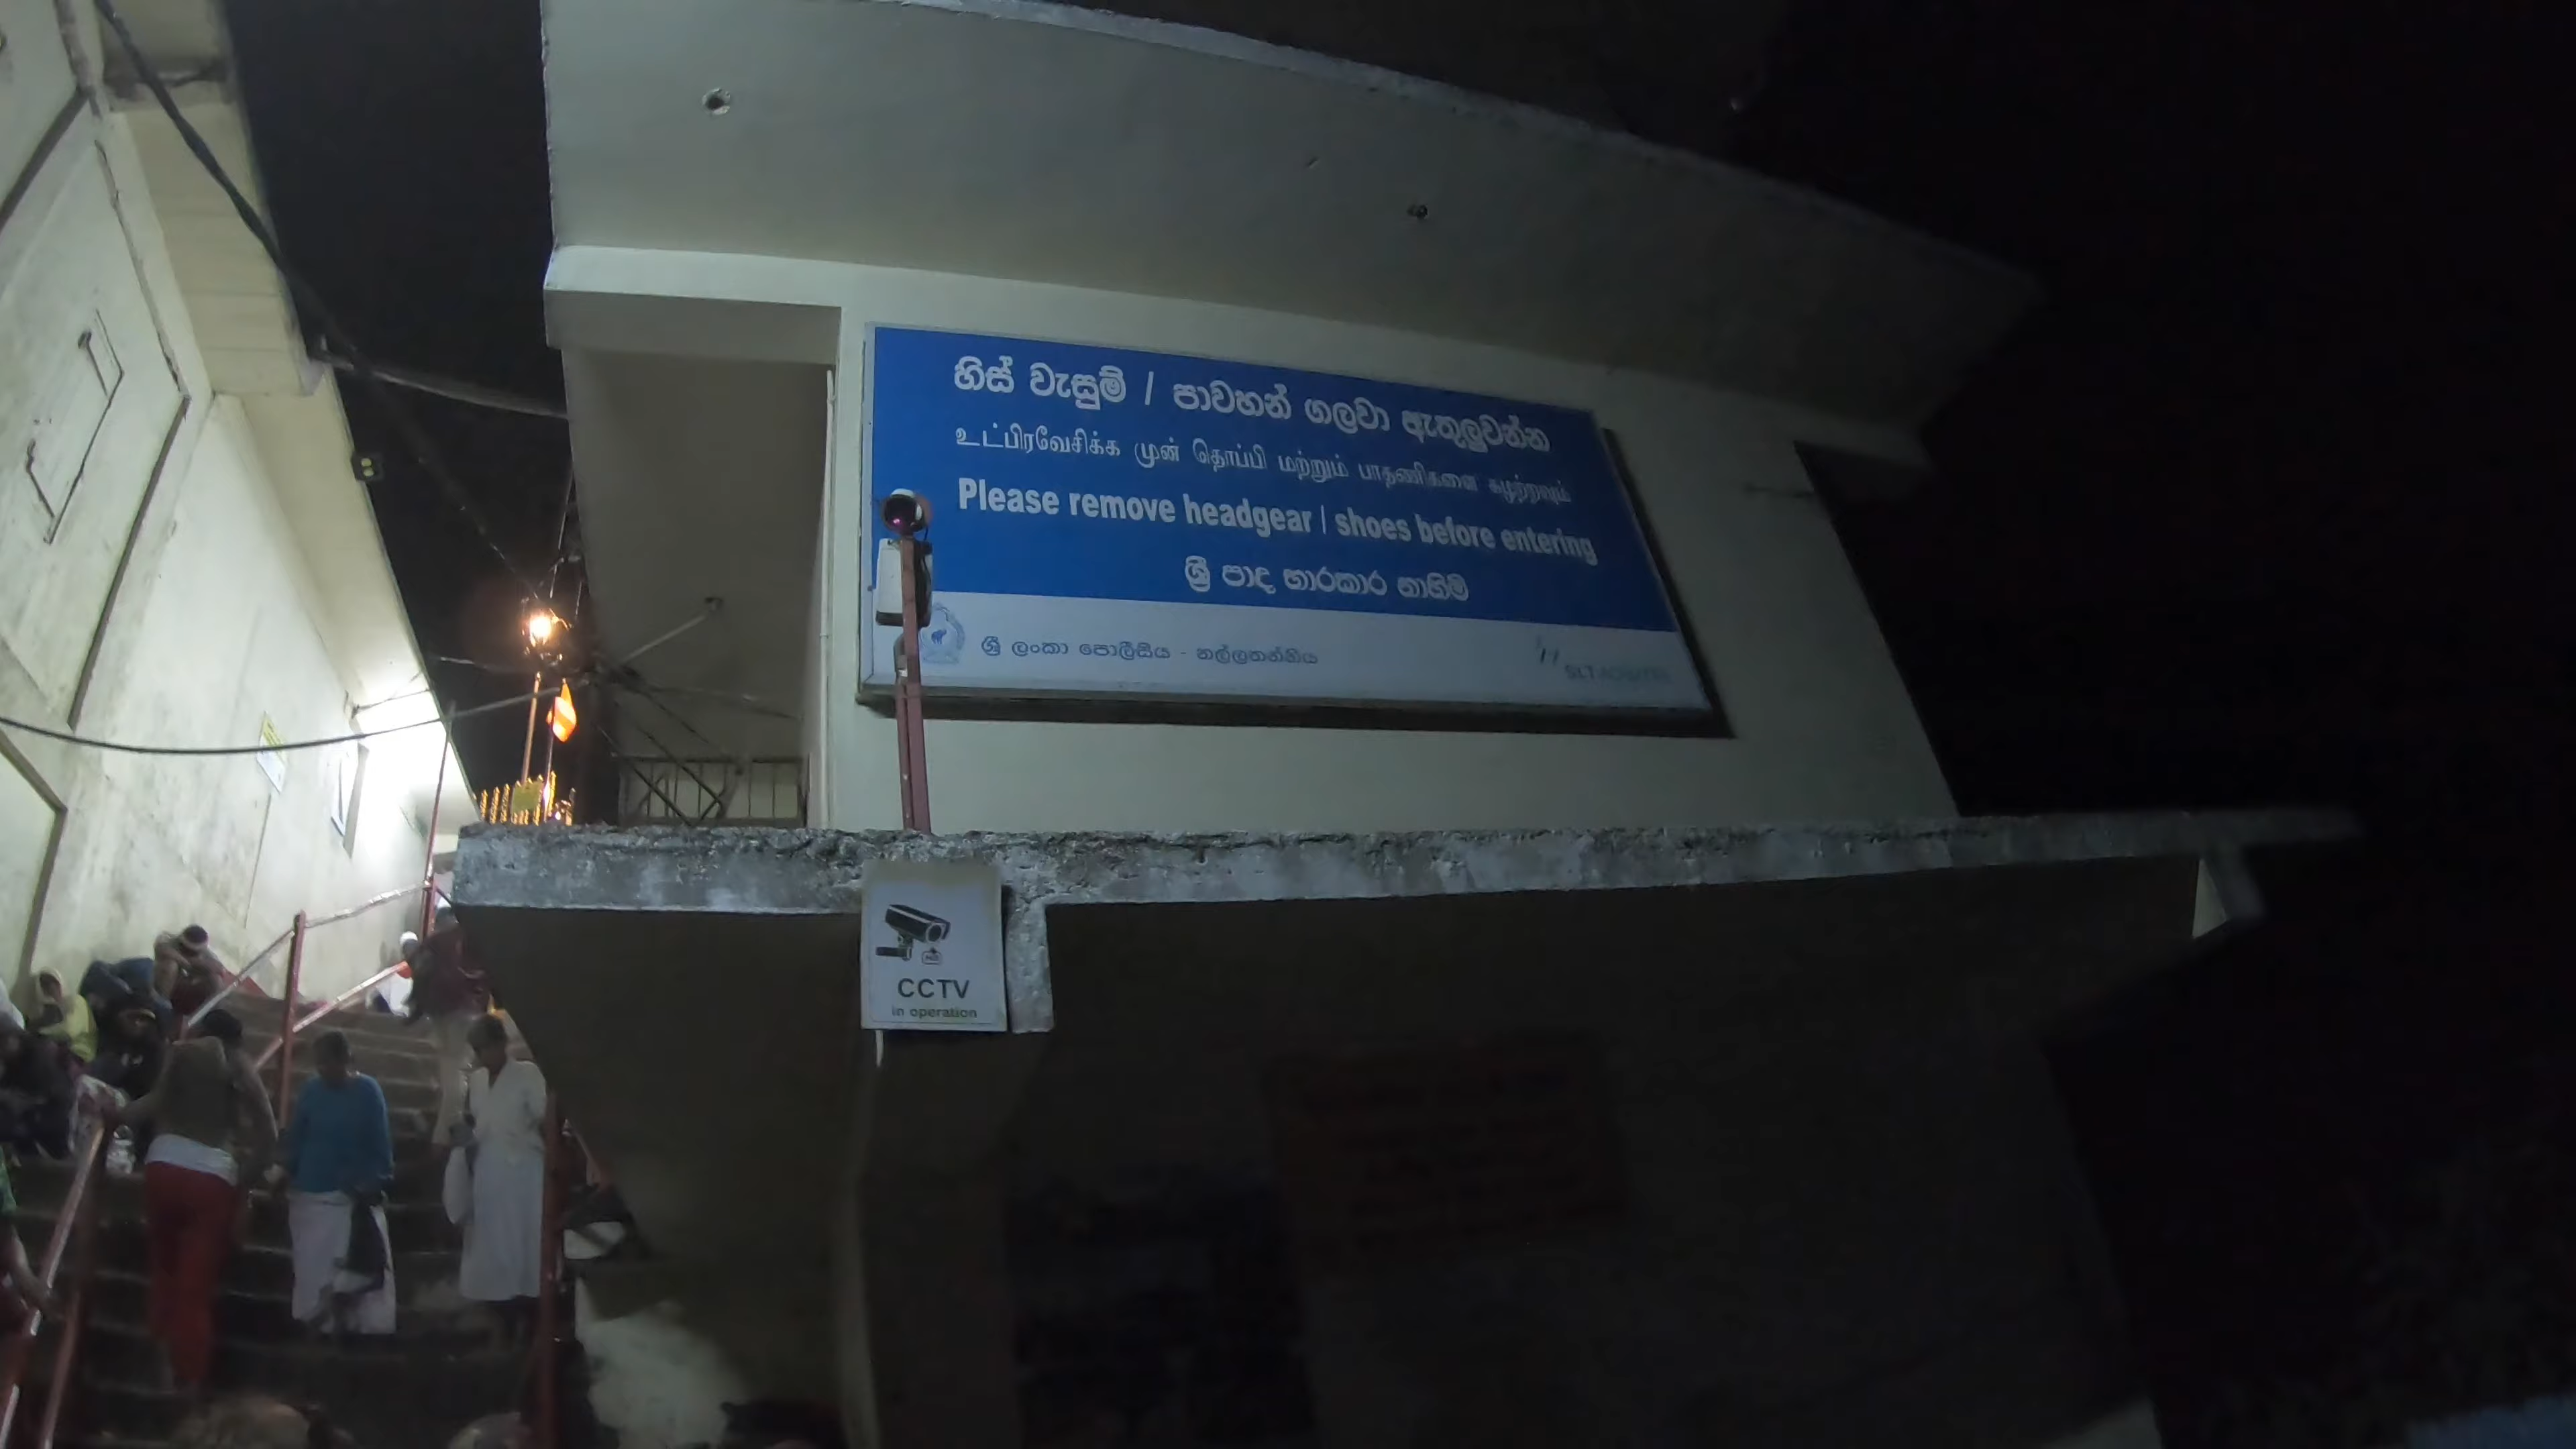 හිස් වැසුම් / පාවහන් ගලවා ඇතුලුවන්න
உட்பிரவேசிக்க முன் தொப்பி மற்றும் பாதணிகளை கழற்றவும்
Please remove headgear / shoes before entering
ශ්‍රී පාද භාරකාර නාහිමි
ශ්‍රී ලංකා පොලීසිය - නල්ලතන්නිය
SLT
CCTV
in operation